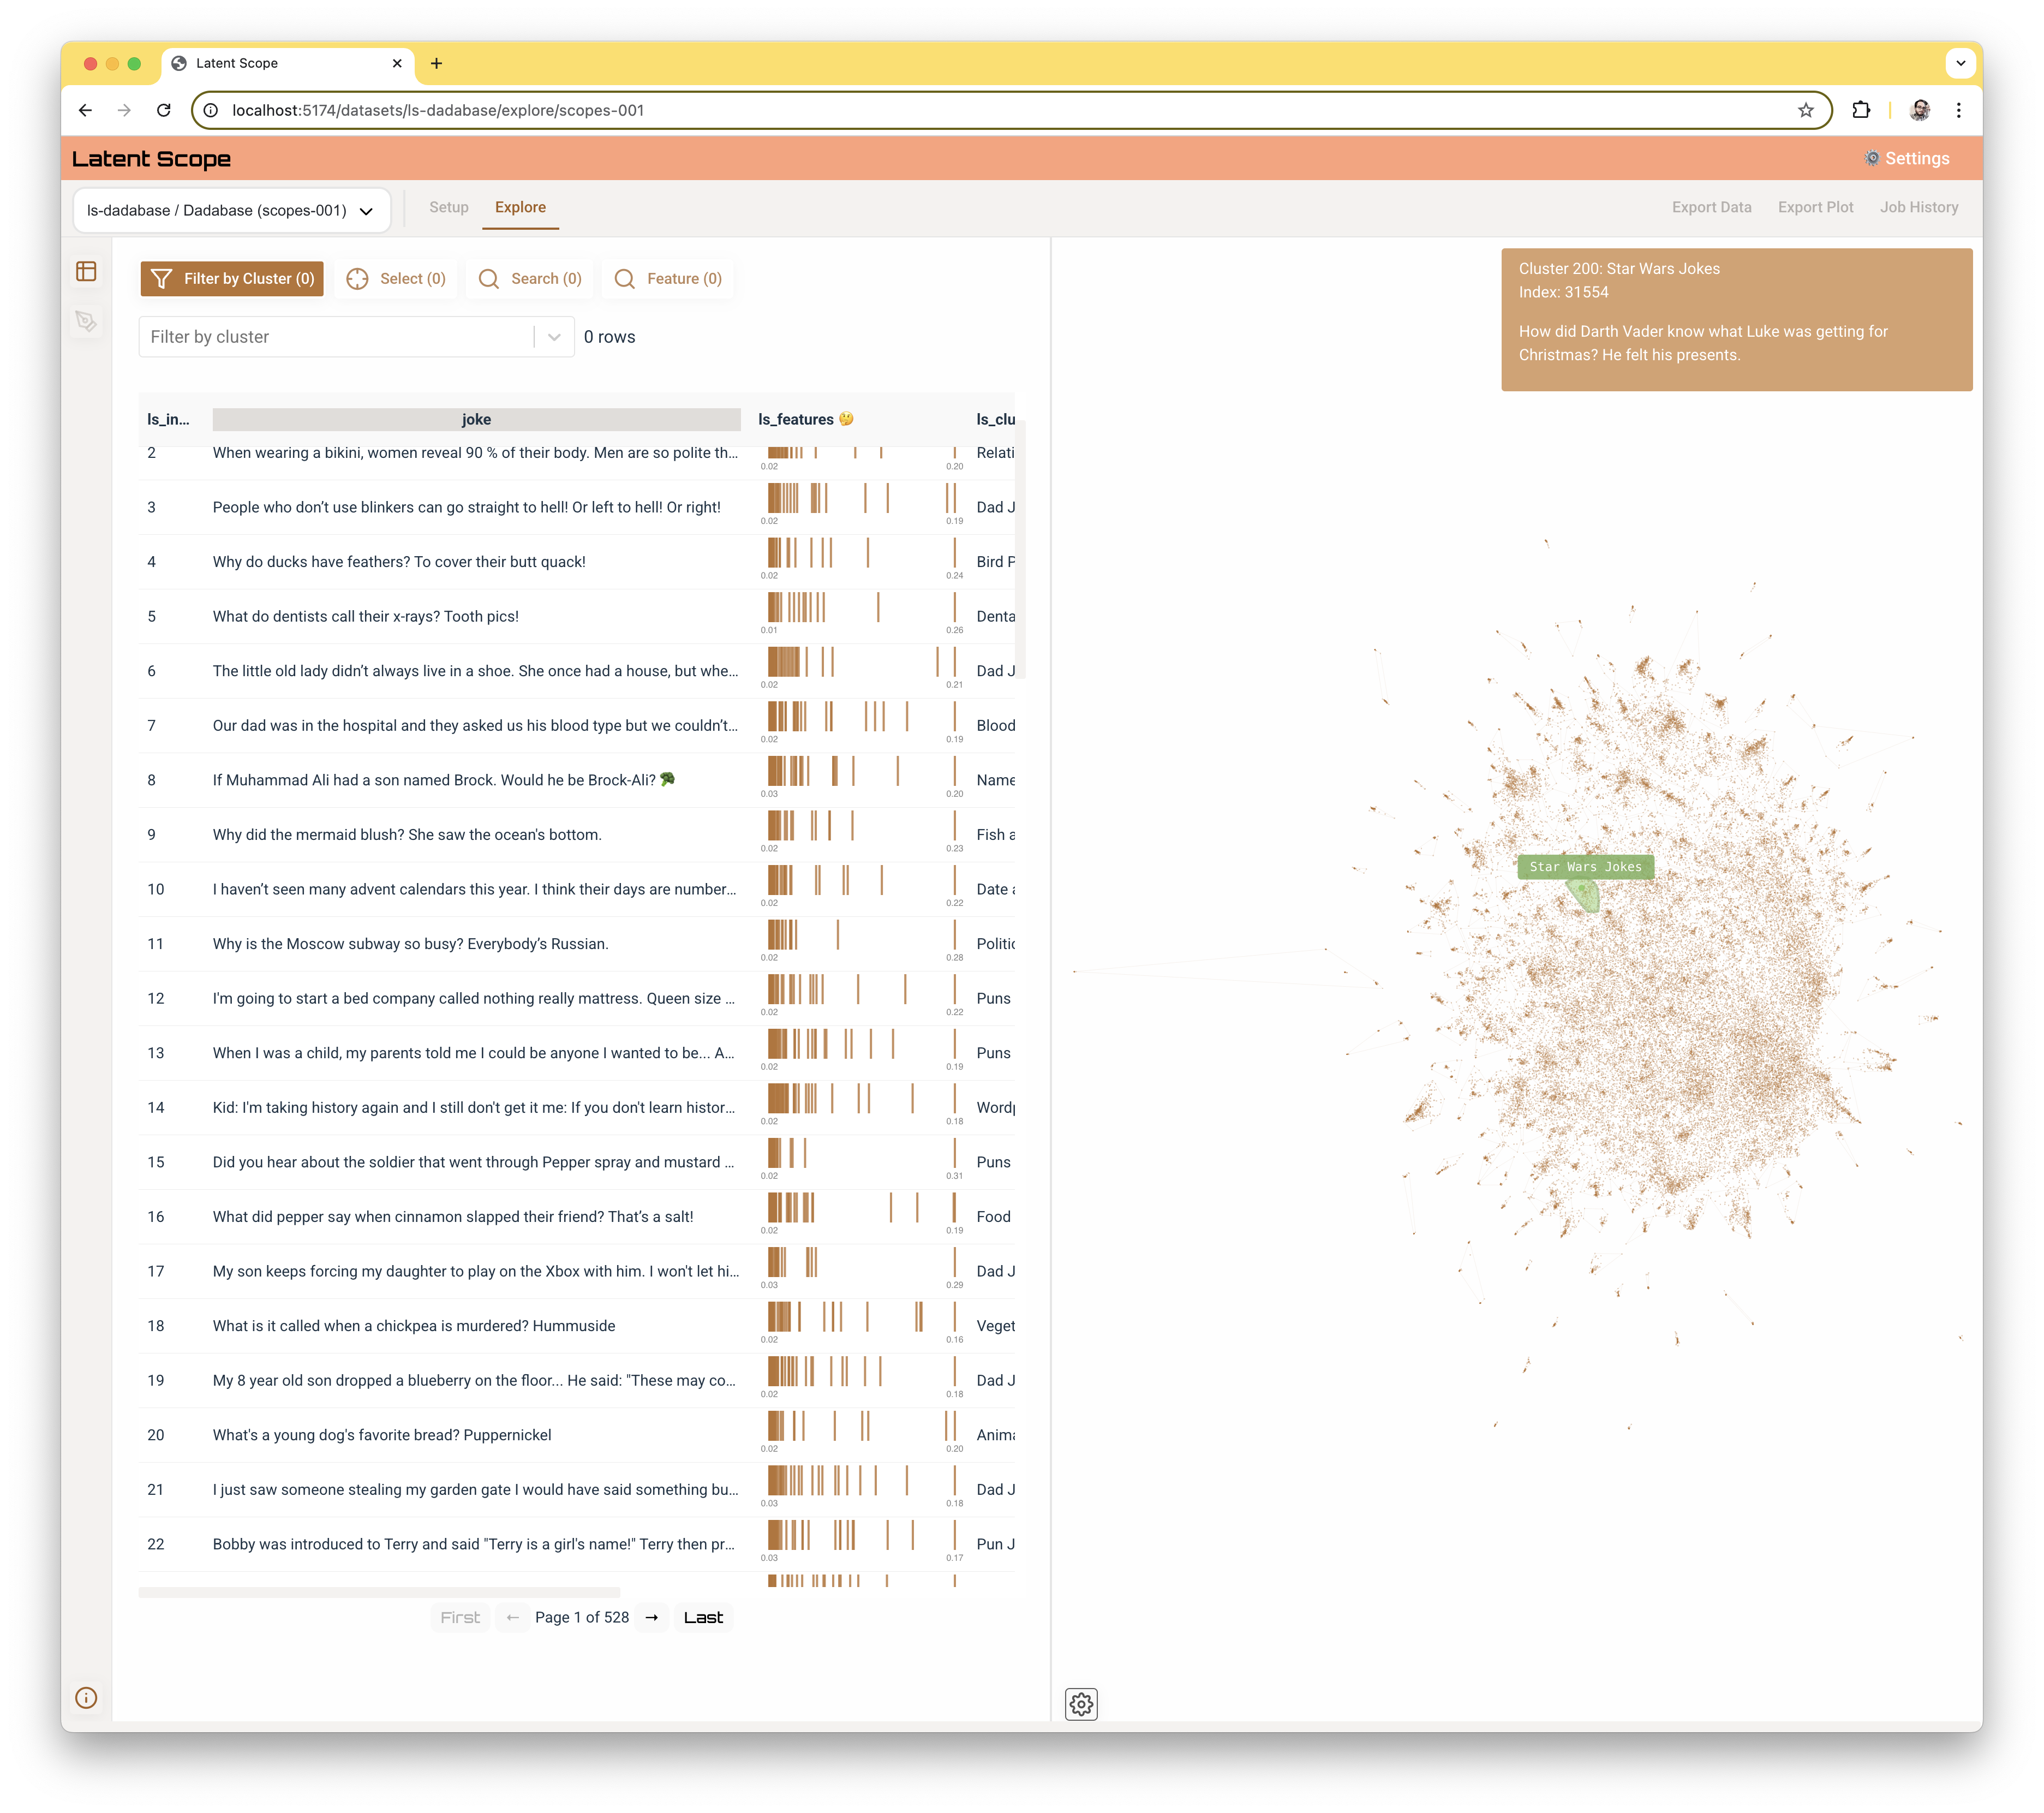 Latent Scope
localhost:5174/datasets/ls-dadabase/explore/scopes-001
Latent Scope
Settings
ls-dadabase / Dadabase (scopes-001)
Setup
Explore
Export Data
Export Plot
Job History
Filter by Cluster (0)
Select (0)
Search (0)
Feature (0)
Filter by cluster
0 rows
ls_in...
joke
ls_features 🤔
ls_clu
2
When wearing a bikini, women reveal 90 % of their body. Men are so polite th...
0.02
0.20
Relati
3
People who don’t use blinkers can go straight to hell! Or left to hell! Or right!
0.02
0.19
Dad J
4
Why do ducks have feathers? To cover their butt quack!
0.02
0.24
Bird P
5
What do dentists call their x-rays? Tooth pics!
0.01
0.26
Denta
6
The little old lady didn’t always live in a shoe. She once had a house, but whe...
0.02
0.21
Dad J
7
Our dad was in the hospital and they asked us his blood type but we couldn’t...
0.02
0.19
Blood
8
If Muhammad Ali had a son named Brock. Would he be Brock-Ali? 🥦
0.03
0.20
Name
9
Why did the mermaid blush? She saw the ocean's bottom.
0.02
0.23
Fish a
10
I haven’t seen many advent calendars this year. I think their days are number...
0.02
0.22
Date a
11
Why is the Moscow subway so busy? Everybody’s Russian.
0.02
0.28
Politic
12
I'm going to start a bed company called nothing really mattress. Queen size ...
0.02
0.22
Puns
13
When I was a child, my parents told me I could be anyone I wanted to be... A...
0.02
0.19
Puns
14
Kid: I'm taking history again and I still don't get it me: If you don't learn histor...
0.02
0.18
Wordp
15
Did you hear about the soldier that went through Pepper spray and mustard ...
0.02
0.31
Puns
16
What did pepper say when cinnamon slapped their friend? That’s a salt!
0.02
0.19
Food
17
My son keeps forcing my daughter to play on the Xbox with him. I won't let hi...
0.03
0.29
Dad J
18
What is it called when a chickpea is murdered? Hummuside
0.02
0.16
Veget
19
My 8 year old son dropped a blueberry on the floor... He said: "These may co...
0.02
0.18
Dad J
20
What's a young dog's favorite bread? Puppernickel
0.02
0.20
Anima
21
I just saw someone stealing my garden gate I would have said something bu...
0.03
0.18
Dad J
22
Bobby was introduced to Terry and said "Terry is a girl's name!" Terry then pr...
0.03
0.17
Pun J
First
←
Page 1 of 528
→
Last
Cluster 200: Star Wars Jokes
Index: 31554
How did Darth Vader know what Luke was getting for
Christmas? He felt his presents.
Star Wars Jokes